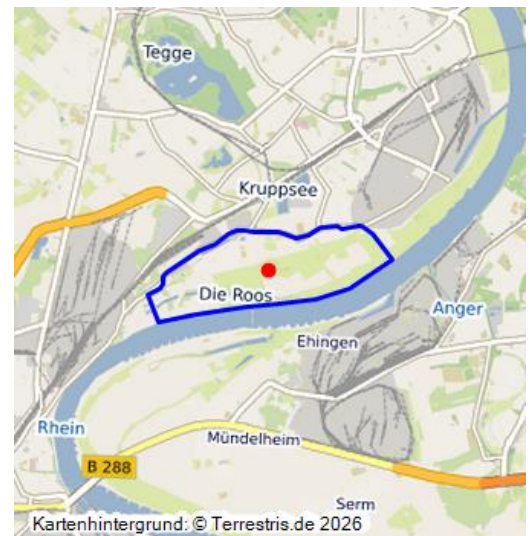 Tegge
Kruppsee
Die Roos
Anger
Ehingen
Rhein
Mündelheim
B 288
Serm
Kartenhintergrund: © Terrestris.de 2026